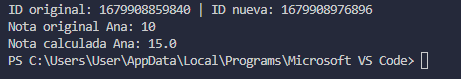 ID original: 1679908859840 | ID nueva: 1679908976896
Nota original Ana: 10
Nota calculada Ana: 15.0
PS C:\Users\User\AppData\Local\Programs\Microsoft VS Code>